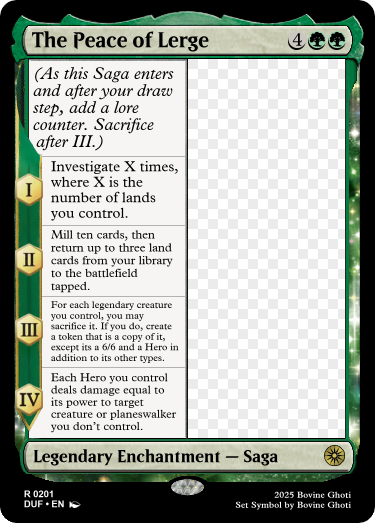 The Peace of Lerge 4
(As this Saga enters
and after your draw
step, add a lore
counter. Sacrifice
after III.)
I
Investigate X times,
where X is the
number of lands
you control.
II
Mill ten cards, then
return up to three land
cards from your library
to the battlefield
tapped.
III
For each legendary creature
you control, you may
sacrifice it. If you do, create
a token that is a copy of it,
except its a 6/6 and a Hero in
addition to its other types.
IV
Each Hero you control
deals damage equal to
its power to target
creature or planeswalker
you don't control.
Legendary Enchantment — Saga
R 0201
DUF • EN
2025 Bovine Ghoti
Set Symbol by Bovine Ghoti